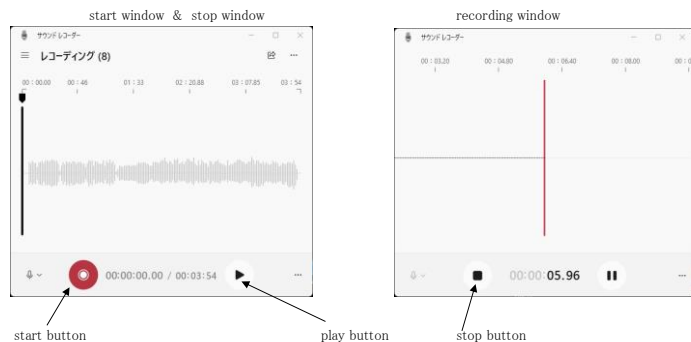 start window & stop window
サウンド レコーダー
レコーディング (8)
00 : 00.00 00 : 46 01 : 33 02 : 20.88 03 : 07.85 03 : 54
00:00:00.00 / 00:03:54
start button
play button
recording window
サウンド レコーダー
00 : 03.20 00 : 04.80 00 : 06.40 00 : 08.00
00:00:05.96
stop button